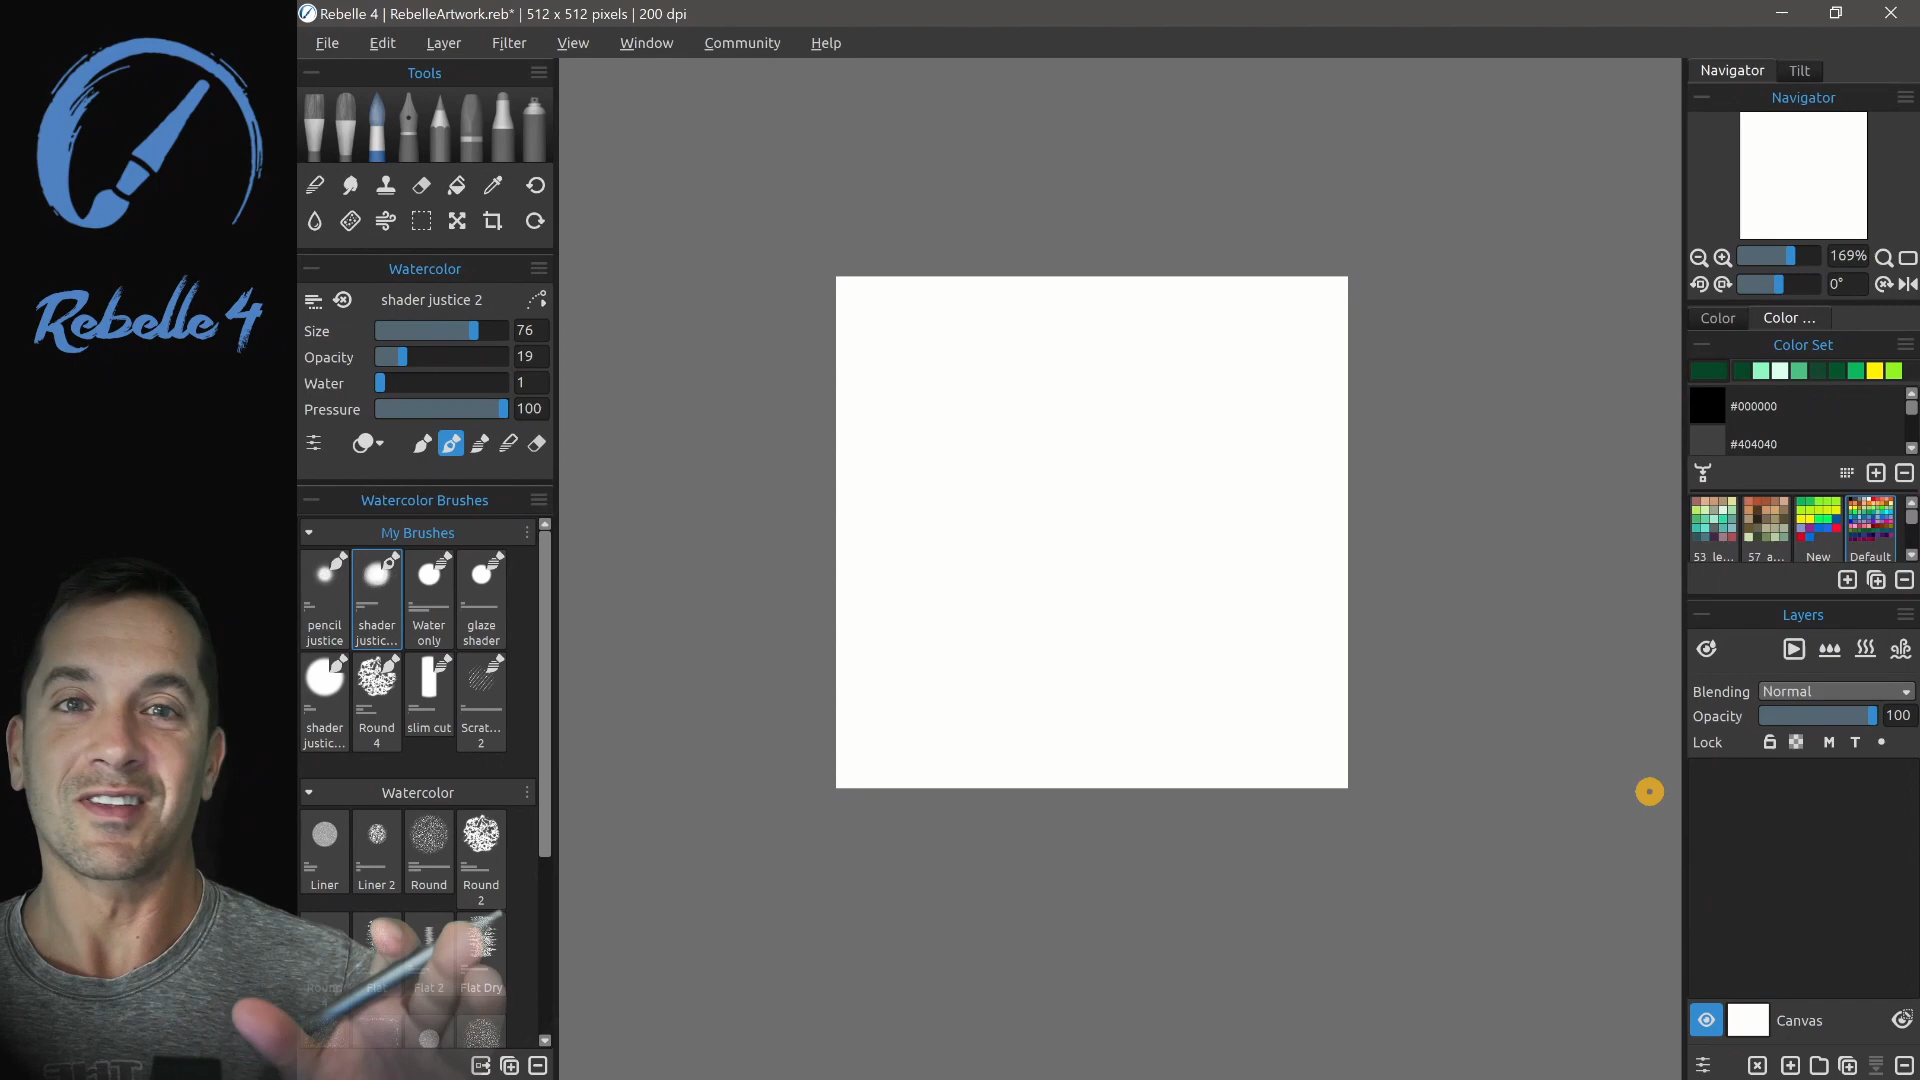 Rebelle 4 | RebelleArtwork.reb* | 512 x 512 pixels | 200 dpi
File Edit Layer Filter View Window Community Help
Rebelle 4
Tools
Watercolor
shader justice 2
Size 76
Opacity 19
Water 1
Pressure 100
Watercolor Brushes
My Brushes
pencil justice
shader justic...
Water only
glaze shader
shader justic...
Round 4
slim cut
Scrat... 2
Watercolor
Liner
Liner 2
Round
Round 2
Round
Flat
Flat 2
Flat Dry
Navigator Tilt
Navigator
169%
0°
Color Color ...
Color Set
#000000
#404040
53_le...
57_a...
New
Default
Layers
Blending Normal
Opacity 100
Lock M T
Canvas